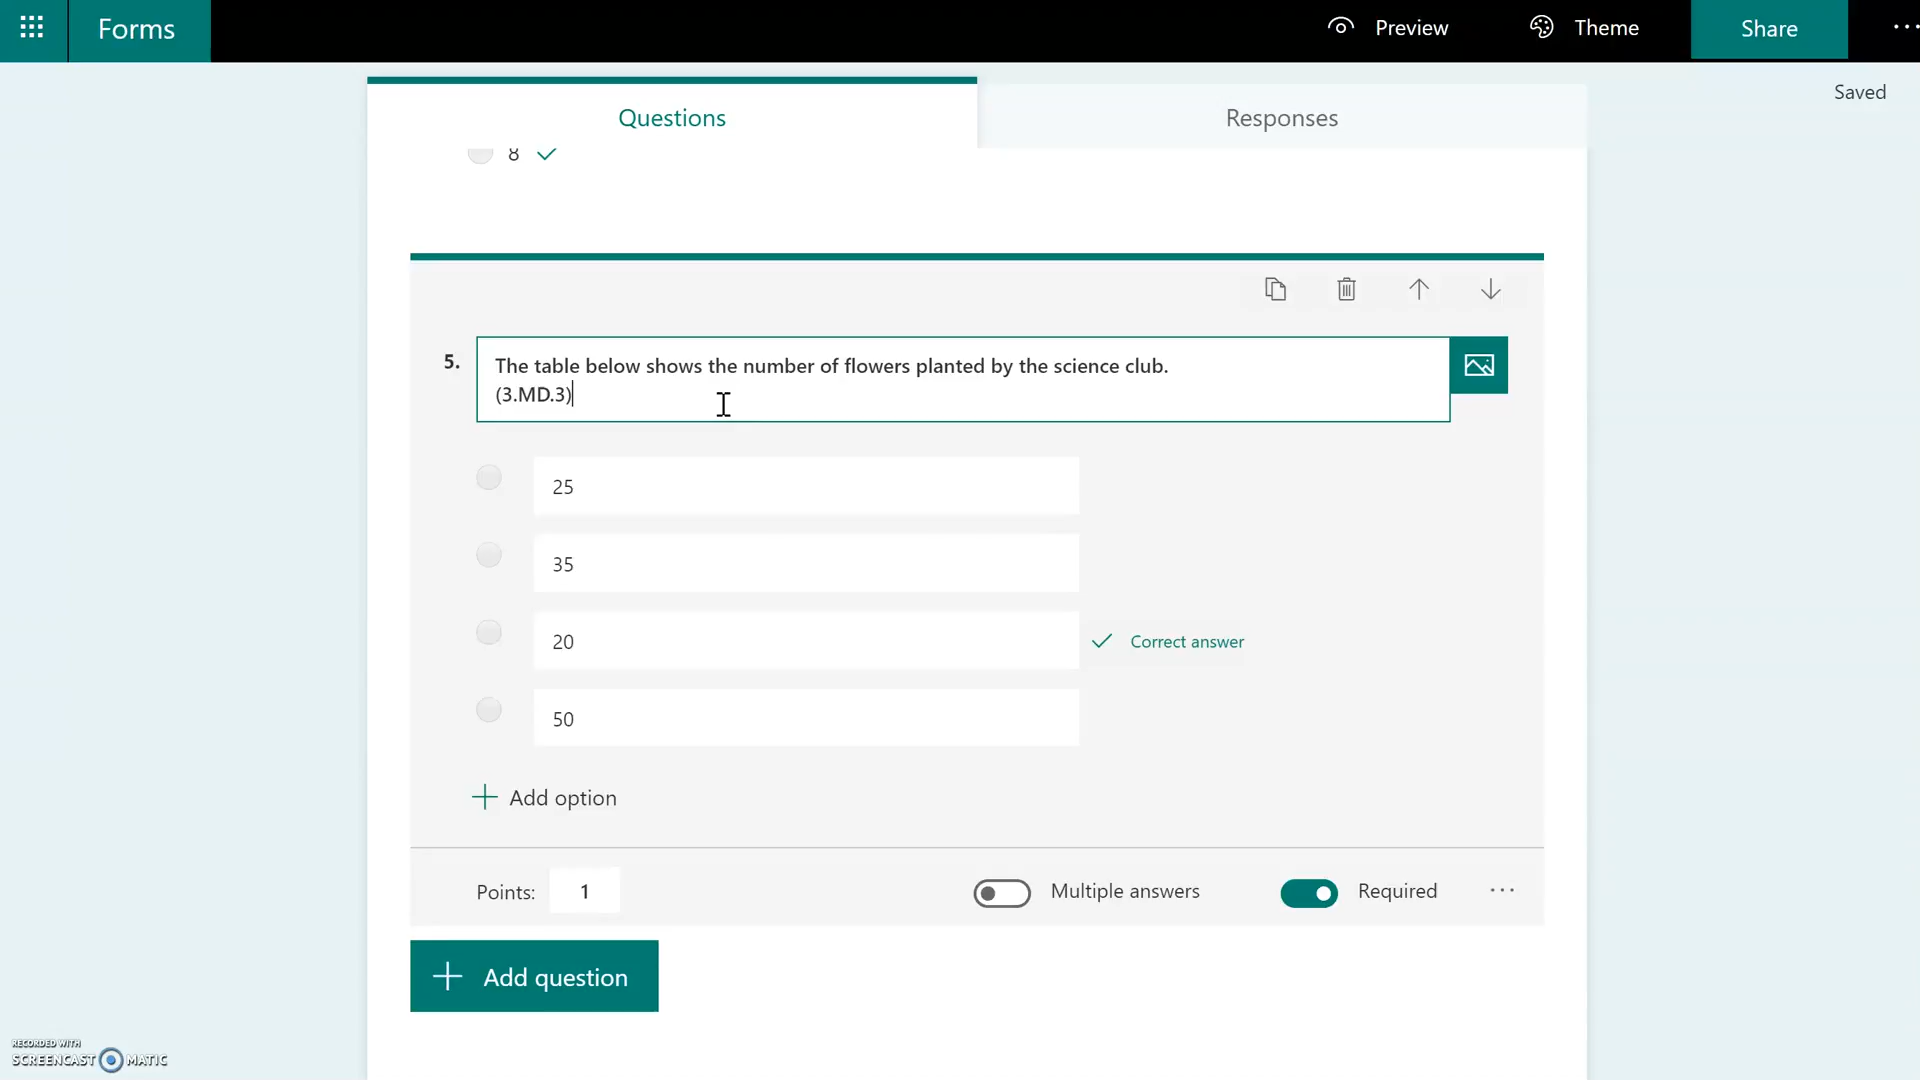 Forms
Preview
Theme
Share
Saved
Questions
Responses
8
5.
The table below shows the number of flowers planted by the science club.
(3.MD.3)
25
35
20
Correct answer
50
Add option
Points:
1
Multiple answers
Required
Add question
RECORDED WITH
SCREENCAST MATIC